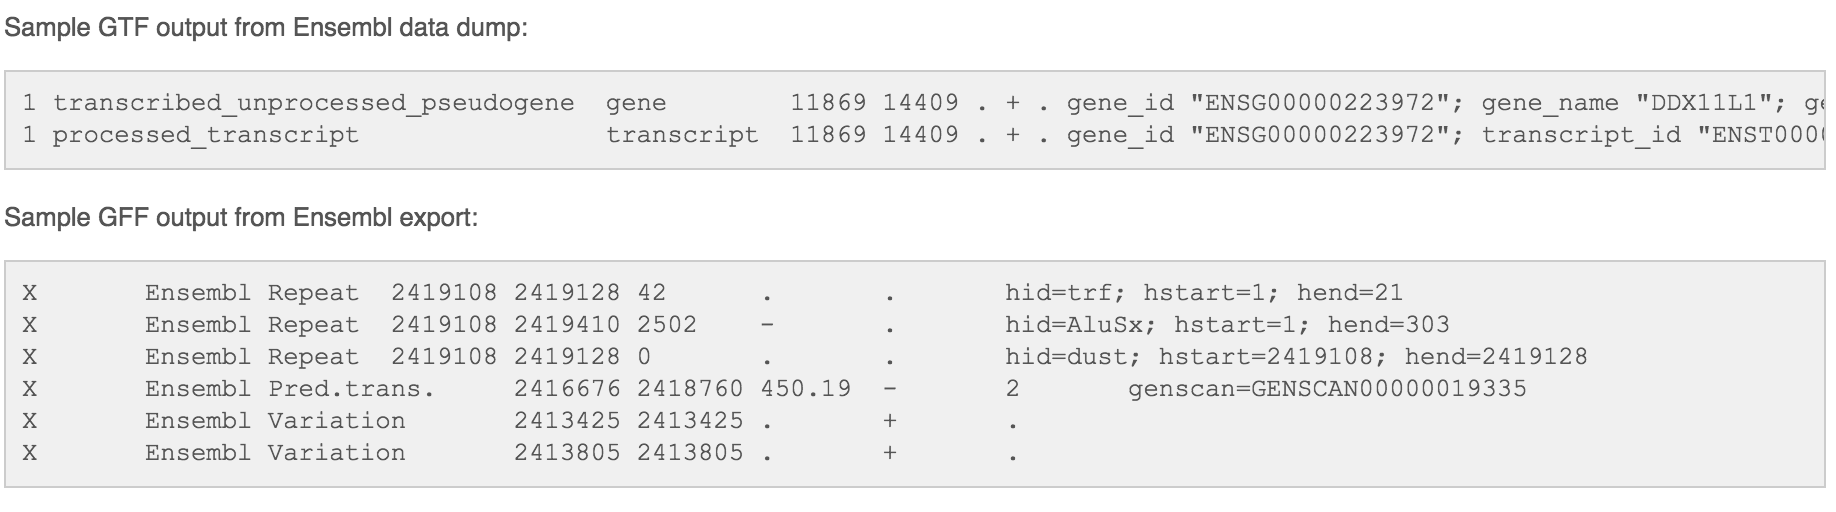 Sample GTF output from Ensembl data dump:
1 transcribed_unprocessed_pseudogene  gene        11869 14409 . + . gene_id "ENSG00000223972"; gene_name "DDX11L1";
1 processed_transcript                transcript  11869 14409 . + . gene_id "ENSG00000223972"; transcript_id
Sample GFF output from Ensembl export:
X	Ensembl	Repeat	2419108	2419128	42	.	.	hid=trf; hstart=1; hend=21
X	Ensembl	Repeat	2419108	2419410	2502	-	.	hid=AluSx; hstart=1; hend=303
X	Ensembl	Repeat	2419108	2419128	0	.	.	hid=dust; hstart=2419108; hend=2419128
X	Ensembl	Pred.trans.	2416676	2418760	450.19	-	2	genscan=GENSCAN00000019335
X	Ensembl	Variation	2413425	2413425	.	+	.
X	Ensembl	Variation	2413805	2413805	.	+	.